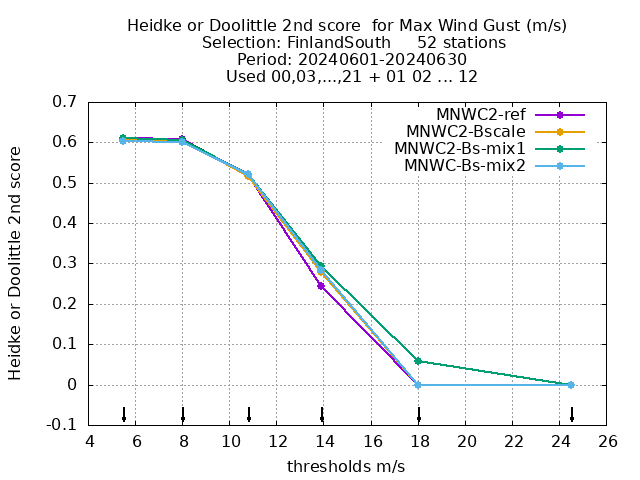 Heidke or Doolittle 2nd score  for Max Wind Gust (m/s)
Selection: FinlandSouth     52 stations
Period: 20240601-20240630
Used 00,03,...,21 + 01 02 ... 12
MNWC2-ref
MNWC2-Bscale
MNWC2-Bs-mix1
MNWC-Bs-mix2
Heidke or Doolittle 2nd score
0.7
0.6
0.5
0.4
0.3
0.2
0.1
0
-0.1
4 6 8 10 12 14 16 18 20 22 24 26
thresholds m/s